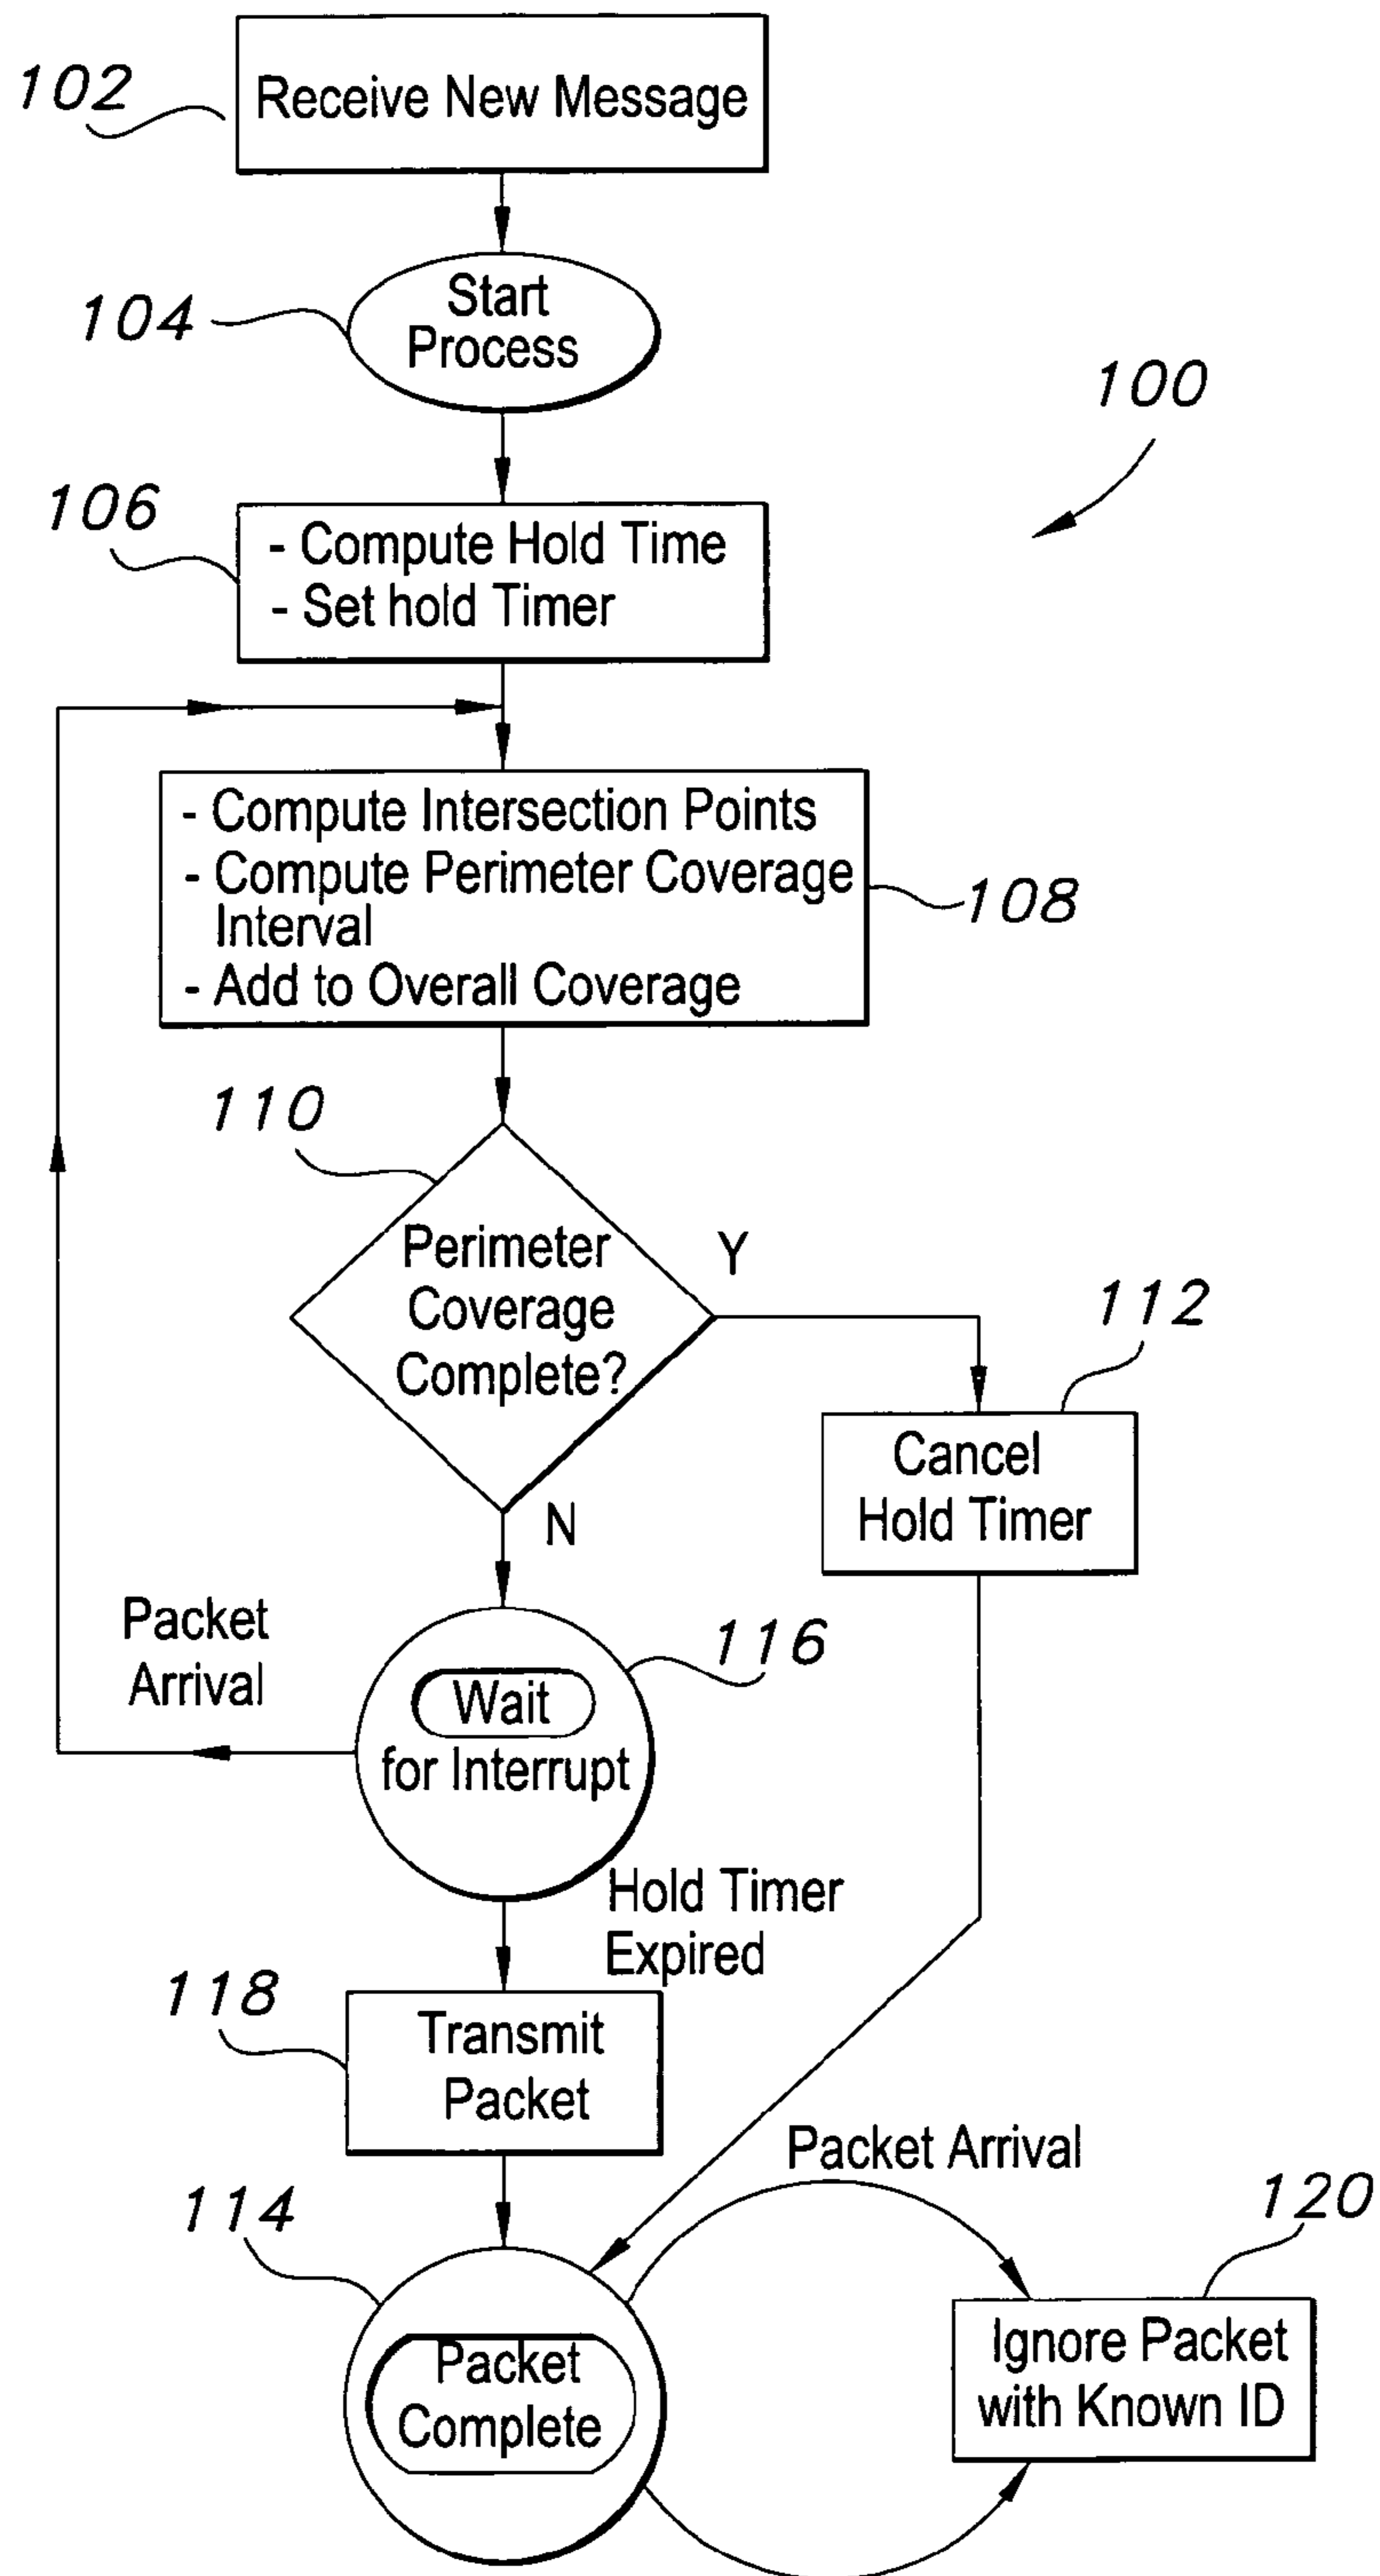 102
Receive New Message
104
Start
Process
100
106
- Compute Hold Time
- Set hold Timer
- Compute Intersection Points
- Compute Perimeter Coverage
Interval
- Add to Overall Coverage
108
110
Perimeter
Coverage
Complete?
Y
N
112
Cancel
Hold Timer
Packet
Arrival
116
Wait
for Interrupt
Hold Timer
Expired
118
Transmit
Packet
Packet Arrival
114
Packet
Complete
120
Ignore Packet
with Known ID